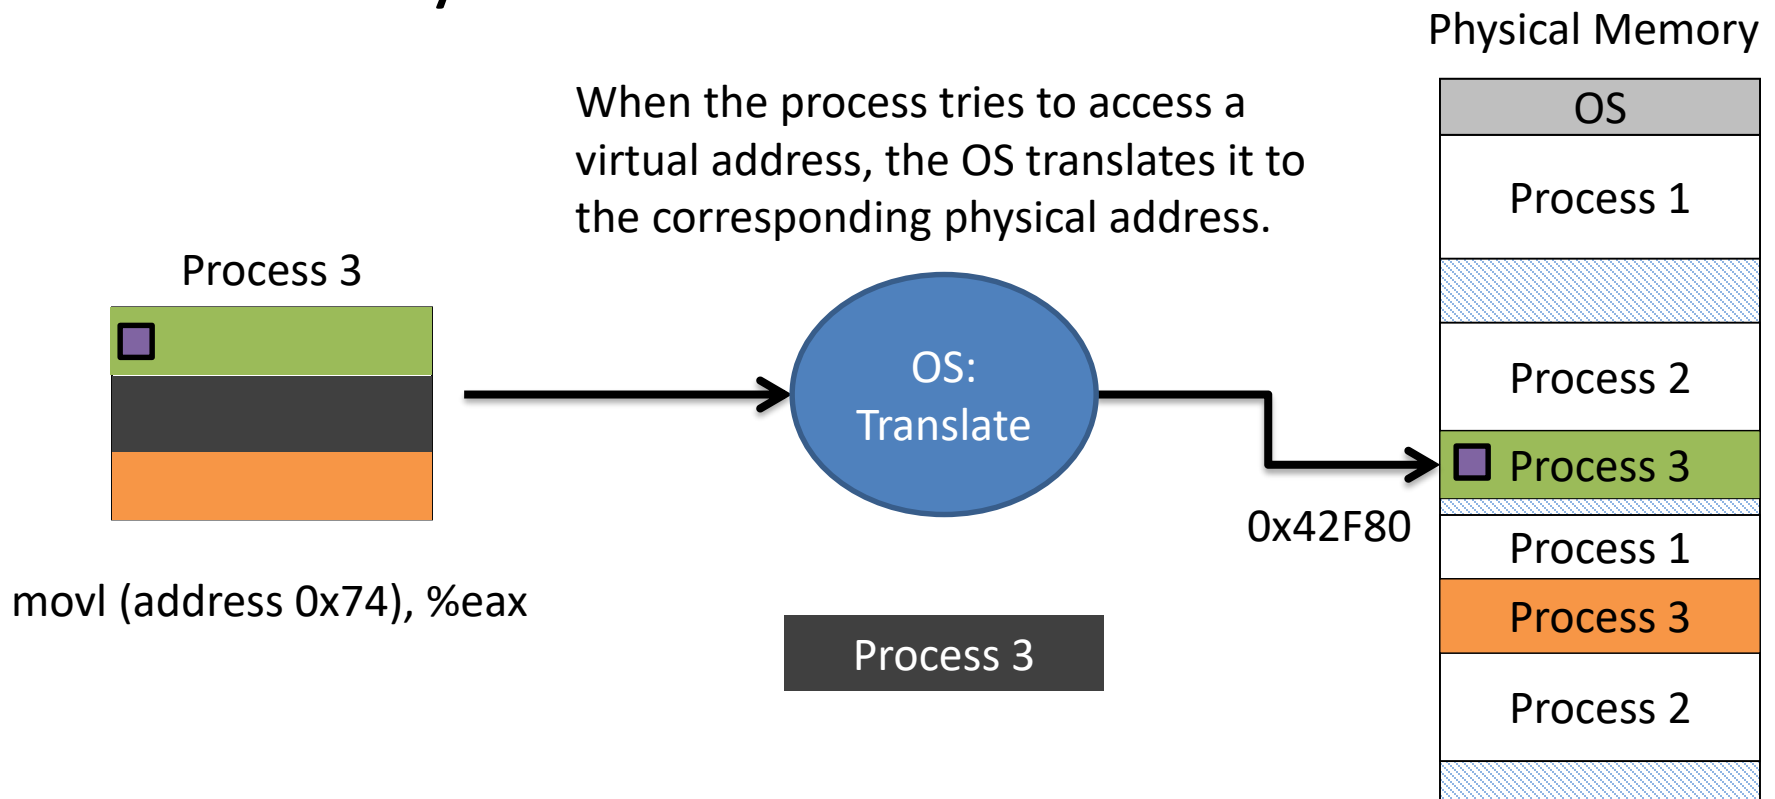 Physical Memory
When the process tries to access a
virtual address, the OS translates it to
the corresponding physical address.
Process 3
movl (address 0x74), %eax
OS:
Translate
Process 3
0x42F80
OS
Process 1
Process 2
Process 3
Process 1
Process 3
Process 2